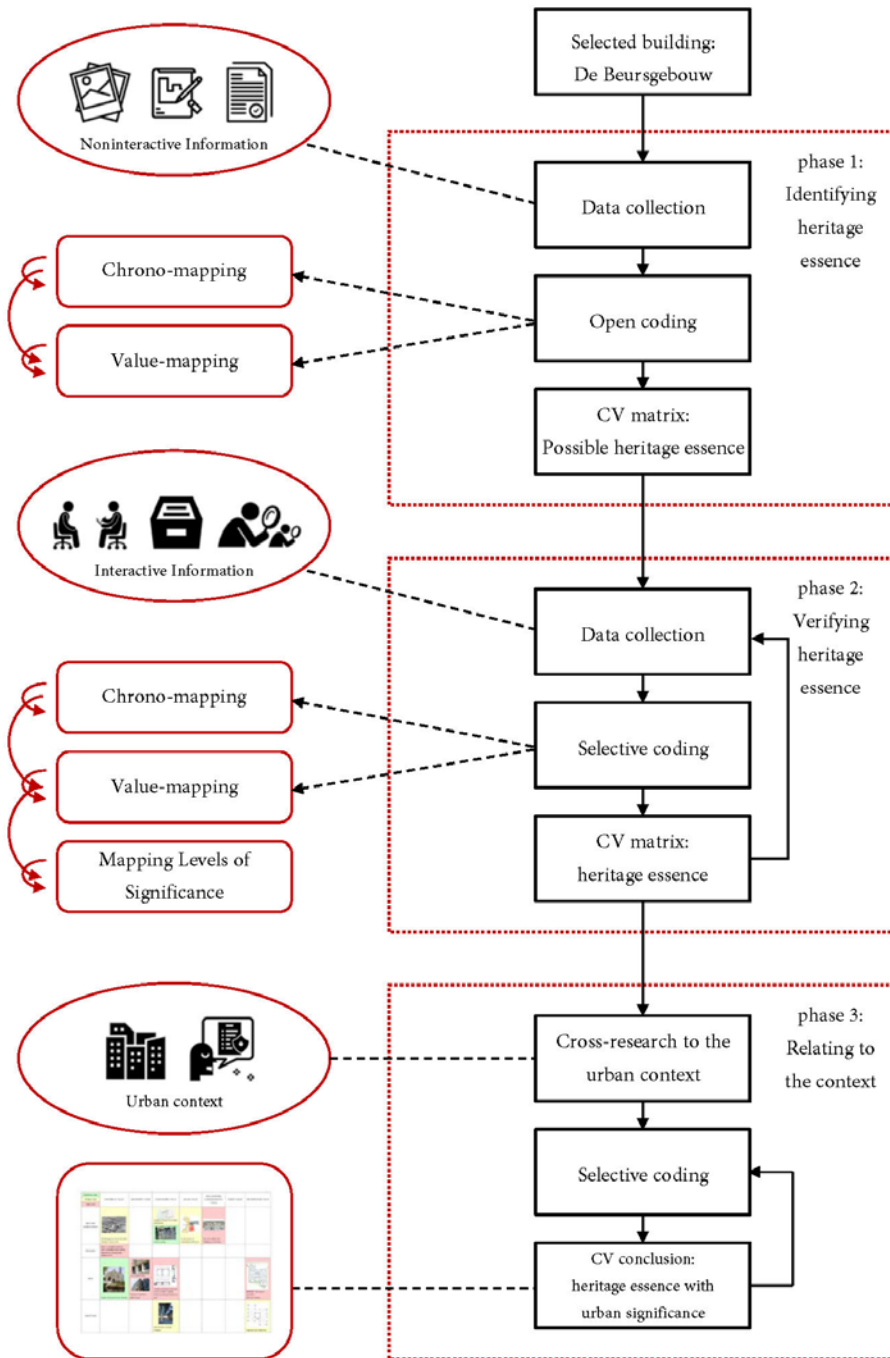 Selected building:
De Beursgebouw
Noninteractive Information
phase 1:
Identifying
heritage
essence
Data collection
Chrono-mapping
Open coding
Value-mapping
CV matrix:
Possible heritage essence
Interactive Information
phase 2:
Verifying
heritage
essence
Data collection
Chrono-mapping
Selective coding
Value-mapping
CV matrix:
heritage essence
Mapping Levels of
Significance
Urban context
phase 3:
Relating to
the context
Cross-research to the
urban context
Selective coding
CV conclusion:
heritage essence with
urban significance